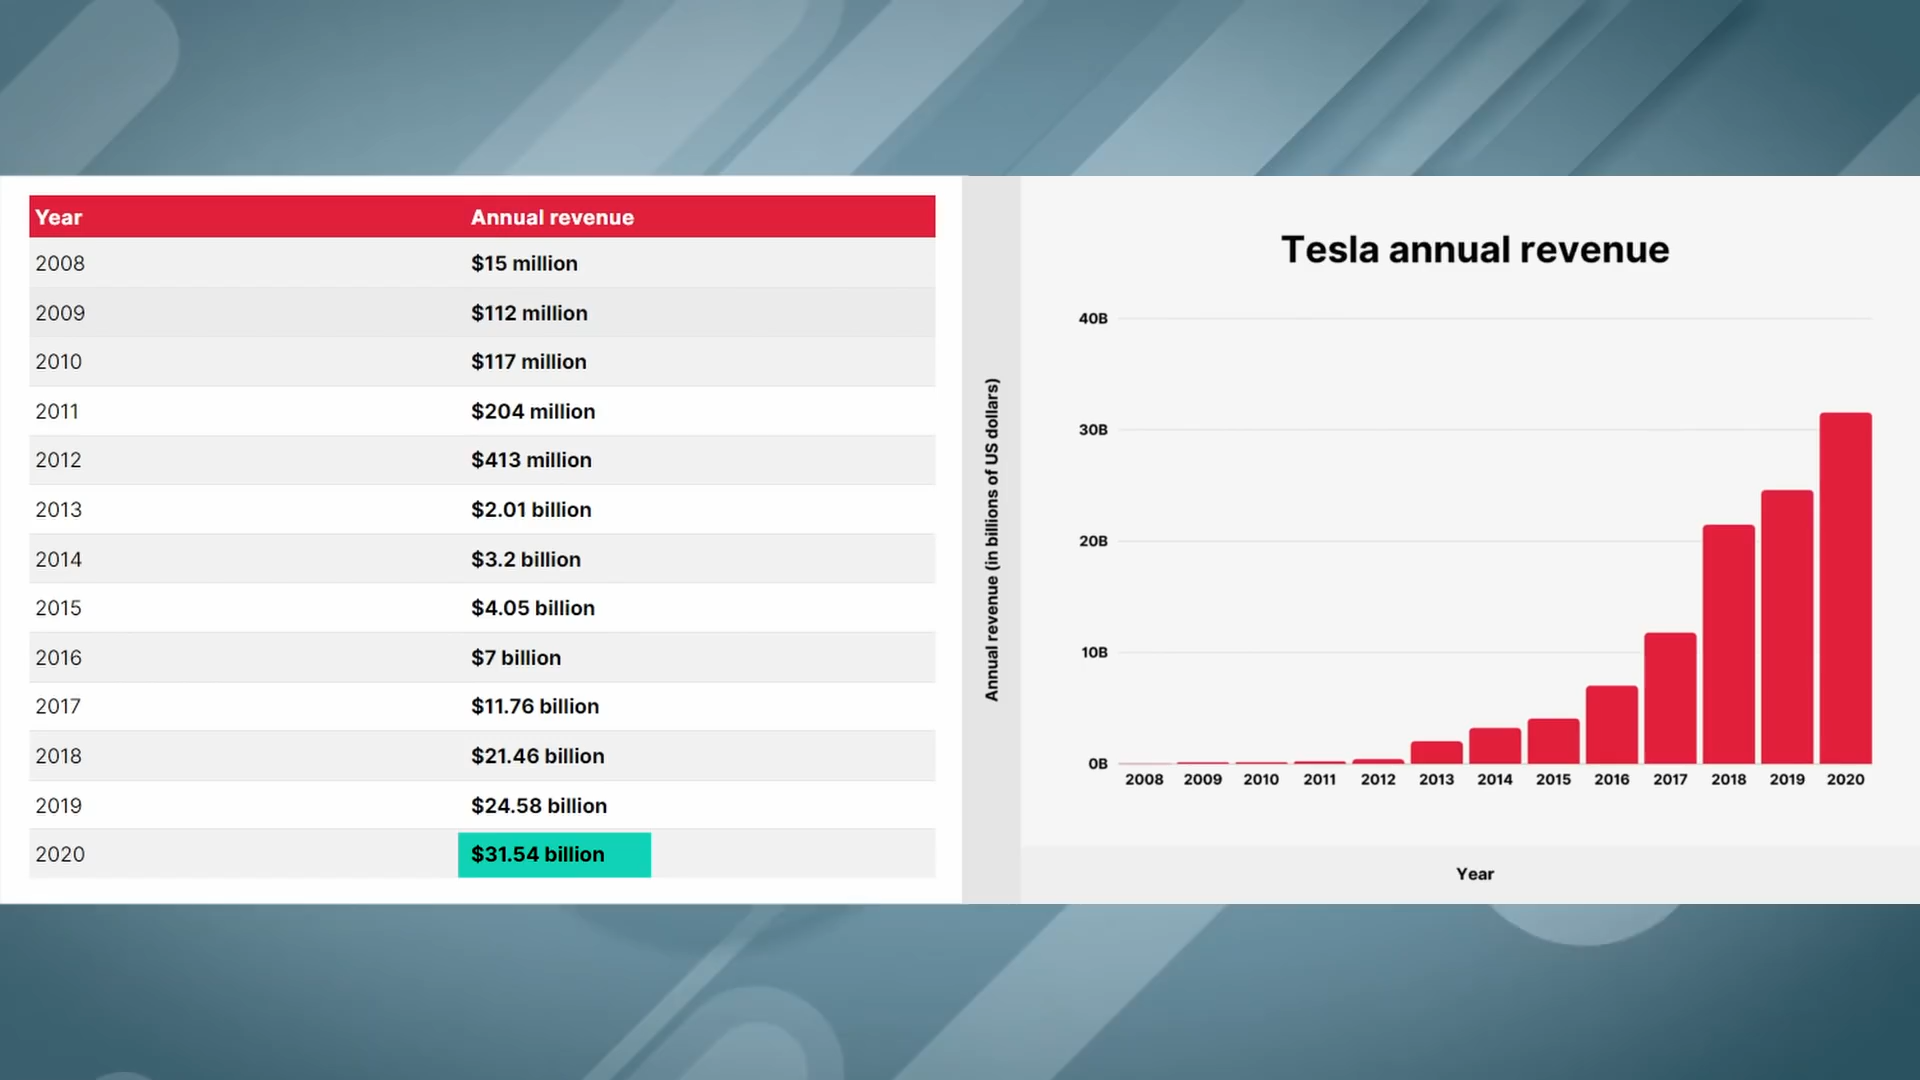 Year Annual revenue
2008 $15 million
2009 $112 million
2010 $117 million
2011 $204 million
2012 $413 million
2013 $2.01 billion
2014 $3.2 billion
2015 $4.05 billion
2016 $7 billion
2017 $11.76 billion
2018 $21.46 billion
2019 $24.58 billion
2020 $31.54 billion
Annual revenue (in billions of US dollars)
Tesla annual revenue
40B
30B
20B
10B
0B
2008 2009 2010 2011 2012 2013 2014 2015 2016 2017 2018 2019 2020
Year